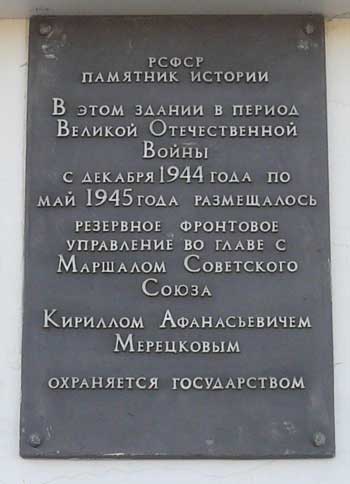 РСФСР
ПАМЯТНИК ИСТОРИИ
В ЭТОМ ЗДАНИИ В ПЕРИОД
ВЕЛИКОЙ ОТЕЧЕСТВЕННОЙ
ВОЙНЫ
С ДЕКАБРЯ 1944 ГОДА ПО
МАЙ 1945 ГОДА РАЗМЕЩАЛОСЬ
РЕЗЕРВНОЕ ФРОНТОВОЕ
УПРАВЛЕНИЕ ВО ГЛАВЕ С
МАРШАЛОМ СОВЕТСКОГО
СОЮЗА
КИРИЛЛОМ АФАНАСЬЕВИЧЕМ
МЕРЕЦКОВЫМ
ОХРАНЯЕТСЯ ГОСУДАРСТВОМ